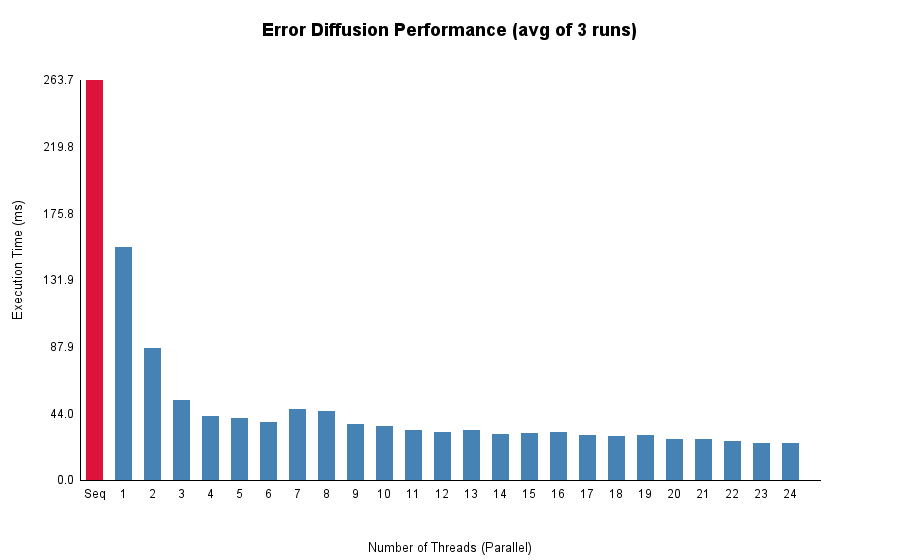 Error Diffusion Performance (avg of 3 runs)
263.7
219.8
175.8
131.9
87.9
44.0
0.0
Execution Time (ms)
Seq 1 2 3 4 5 6 7 8 9 10 11 12 13 14 15 16 17 18 19 20 21 22 23 24
Number of Threads (Parallel)